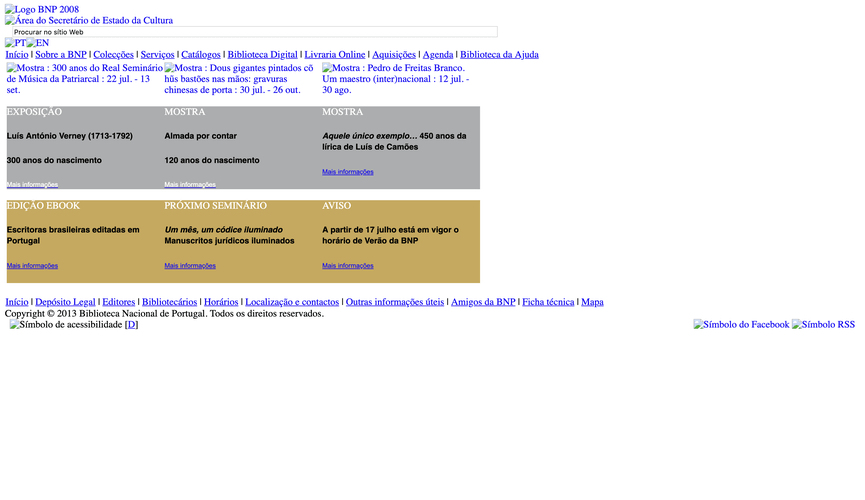 Logo BNP 2008
Área do Secretário de Estado da Cultura
Procurar no sítio Web
PT EN
Início | Sobre a BNP | Colecções | Serviços | Catálogos | Biblioteca Digital | Livraria Online | Aquisições | Agenda | Biblioteca da Ajuda
Mostra : 300 anos do Real Seminário
de Música da Patriarcal : 22 jul. - 13
set.
Mostra : Dous gigantes pintados cõ
hũs bastões nas mãos: gravuras
chinesas de porta : 30 jul. - 26 out.
Mostra : Pedro de Freitas Branco.
Um maestro (inter)nacional : 12 jul. -
30 ago.
EXPOSIÇÃO
Luís António Verney (1713-1792)
300 anos do nascimento
Mais informações
MOSTRA
Almada por contar
120 anos do nascimento
Mais informações
MOSTRA
Aquele único exemplo… 450 anos da
lírica de Luís de Camões
Mais informações
EDIÇÃO EBOOK
Escritoras brasileiras editadas em
Portugal
Mais informações
PRÓXIMO SEMINÁRIO
Um mês, um códice iluminado
Manuscritos jurídicos iluminados
Mais informações
AVISO
A partir de 17 julho está em vigor o
horário de Verão da BNP
Mais informações
Início | Depósito Legal | Editores | Bibliotecários | Horários | Localização e contactos | Outras informações úteis | Amigos da BNP | Ficha técnica | Mapa
Copyright © 2013 Biblioteca Nacional de Portugal. Todos os direitos reservados.
Símbolo de acessibilidade [D]
Símbolo do Facebook Símbolo RSS